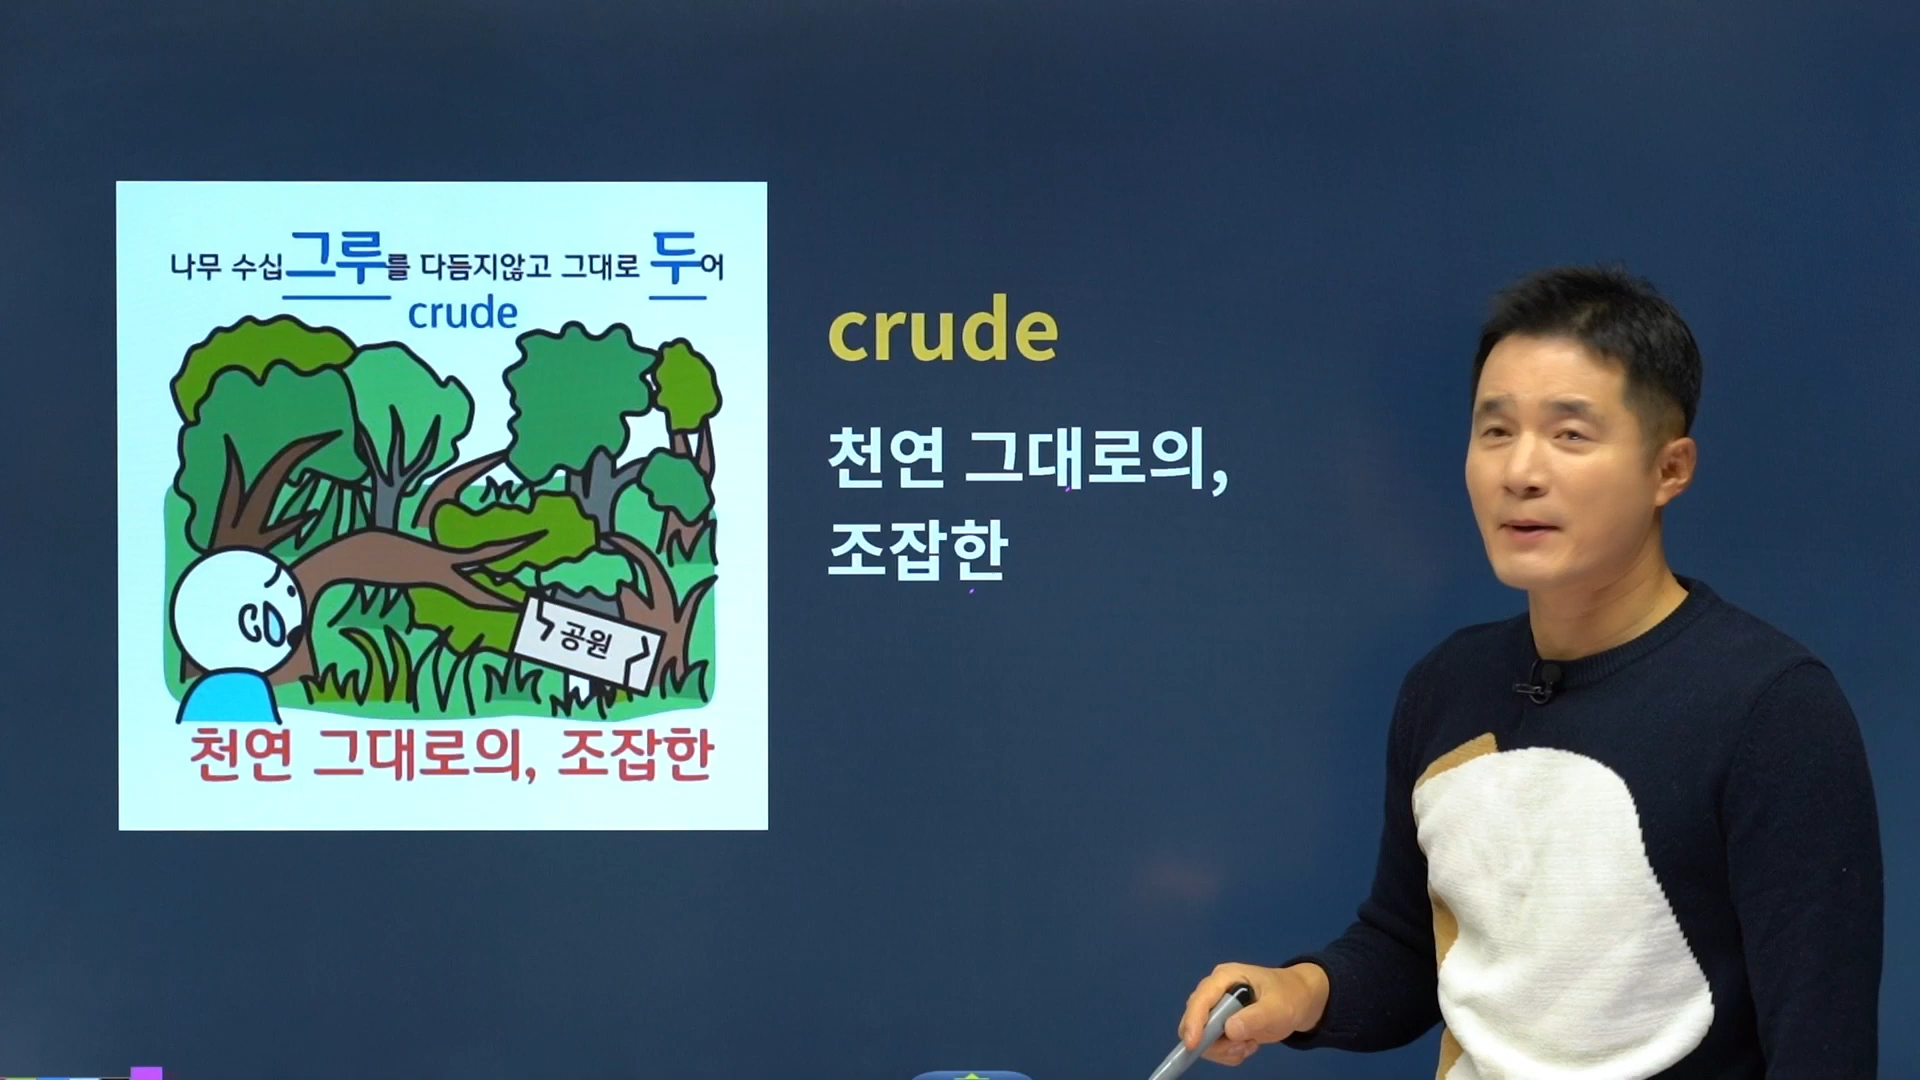 나무 수십그루를 다듬지않고 그대로 두어
crude
공원
천연 그대로의, 조잡한
crude
천연 그대로의,
조잡한